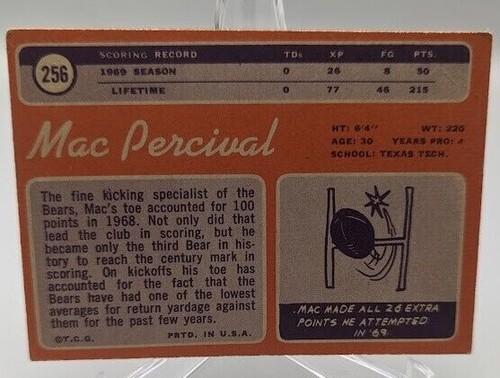 256
SCORING RECORD TDs XP FG PTS.
1969 SEASON 0 26 8 50
LIFETIME 0 77 46 215
Mac Percival
HT: 6'4" WT: 220
AGE: 30 YEARS PRO: 4
SCHOOL: TEXAS TECH.
The fine kicking specialist of the
Bears, Mac's toe accounted for 100
points in 1968. Not only did that
lead the club in scoring, but he
became only the third Bear in his-
tory to reach the century mark in
scoring. On kickoffs his toe has
accounted for the fact that the
Bears have had one of the lowest
averages for return yardage against
them for the past few years.
©T.C.G. PRTD. IN U.S.A.
MAC MADE ALL 26 EXTRA
POINTS HE ATTEMPTED
IN '69.